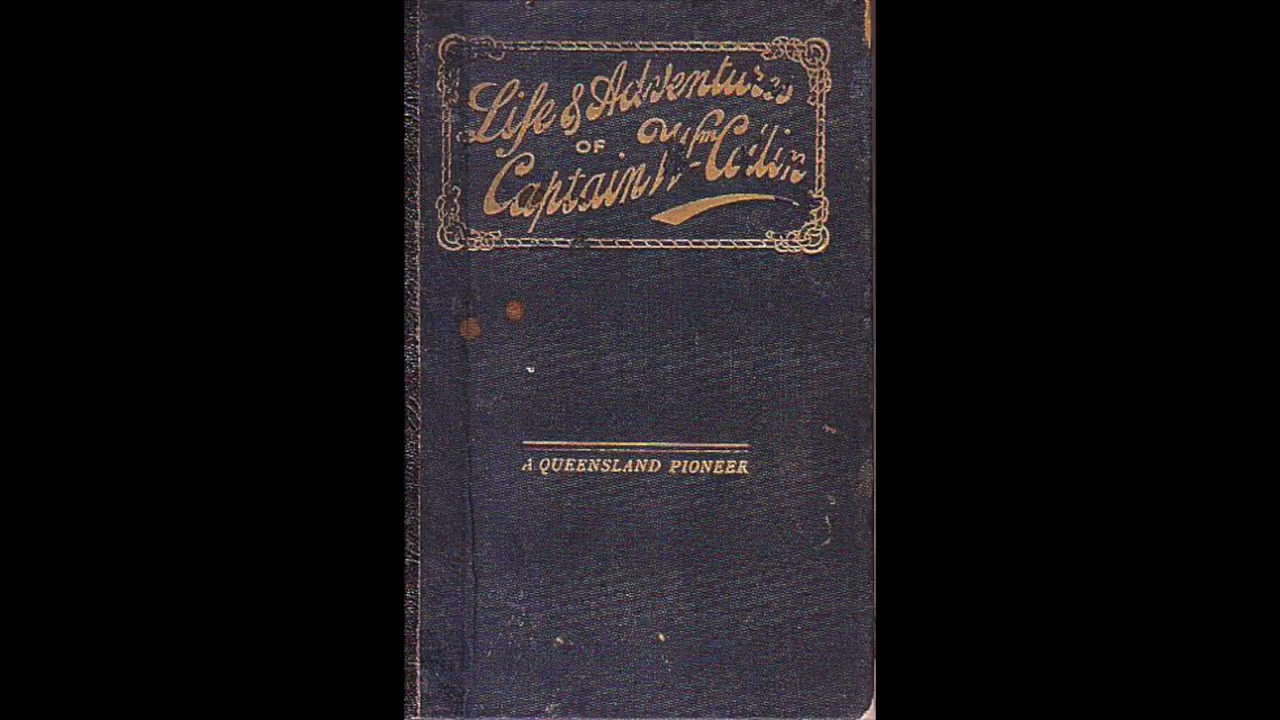 Life & Adventures
OF
Captain Wm Collin
A QUEENSLAND PIONEER